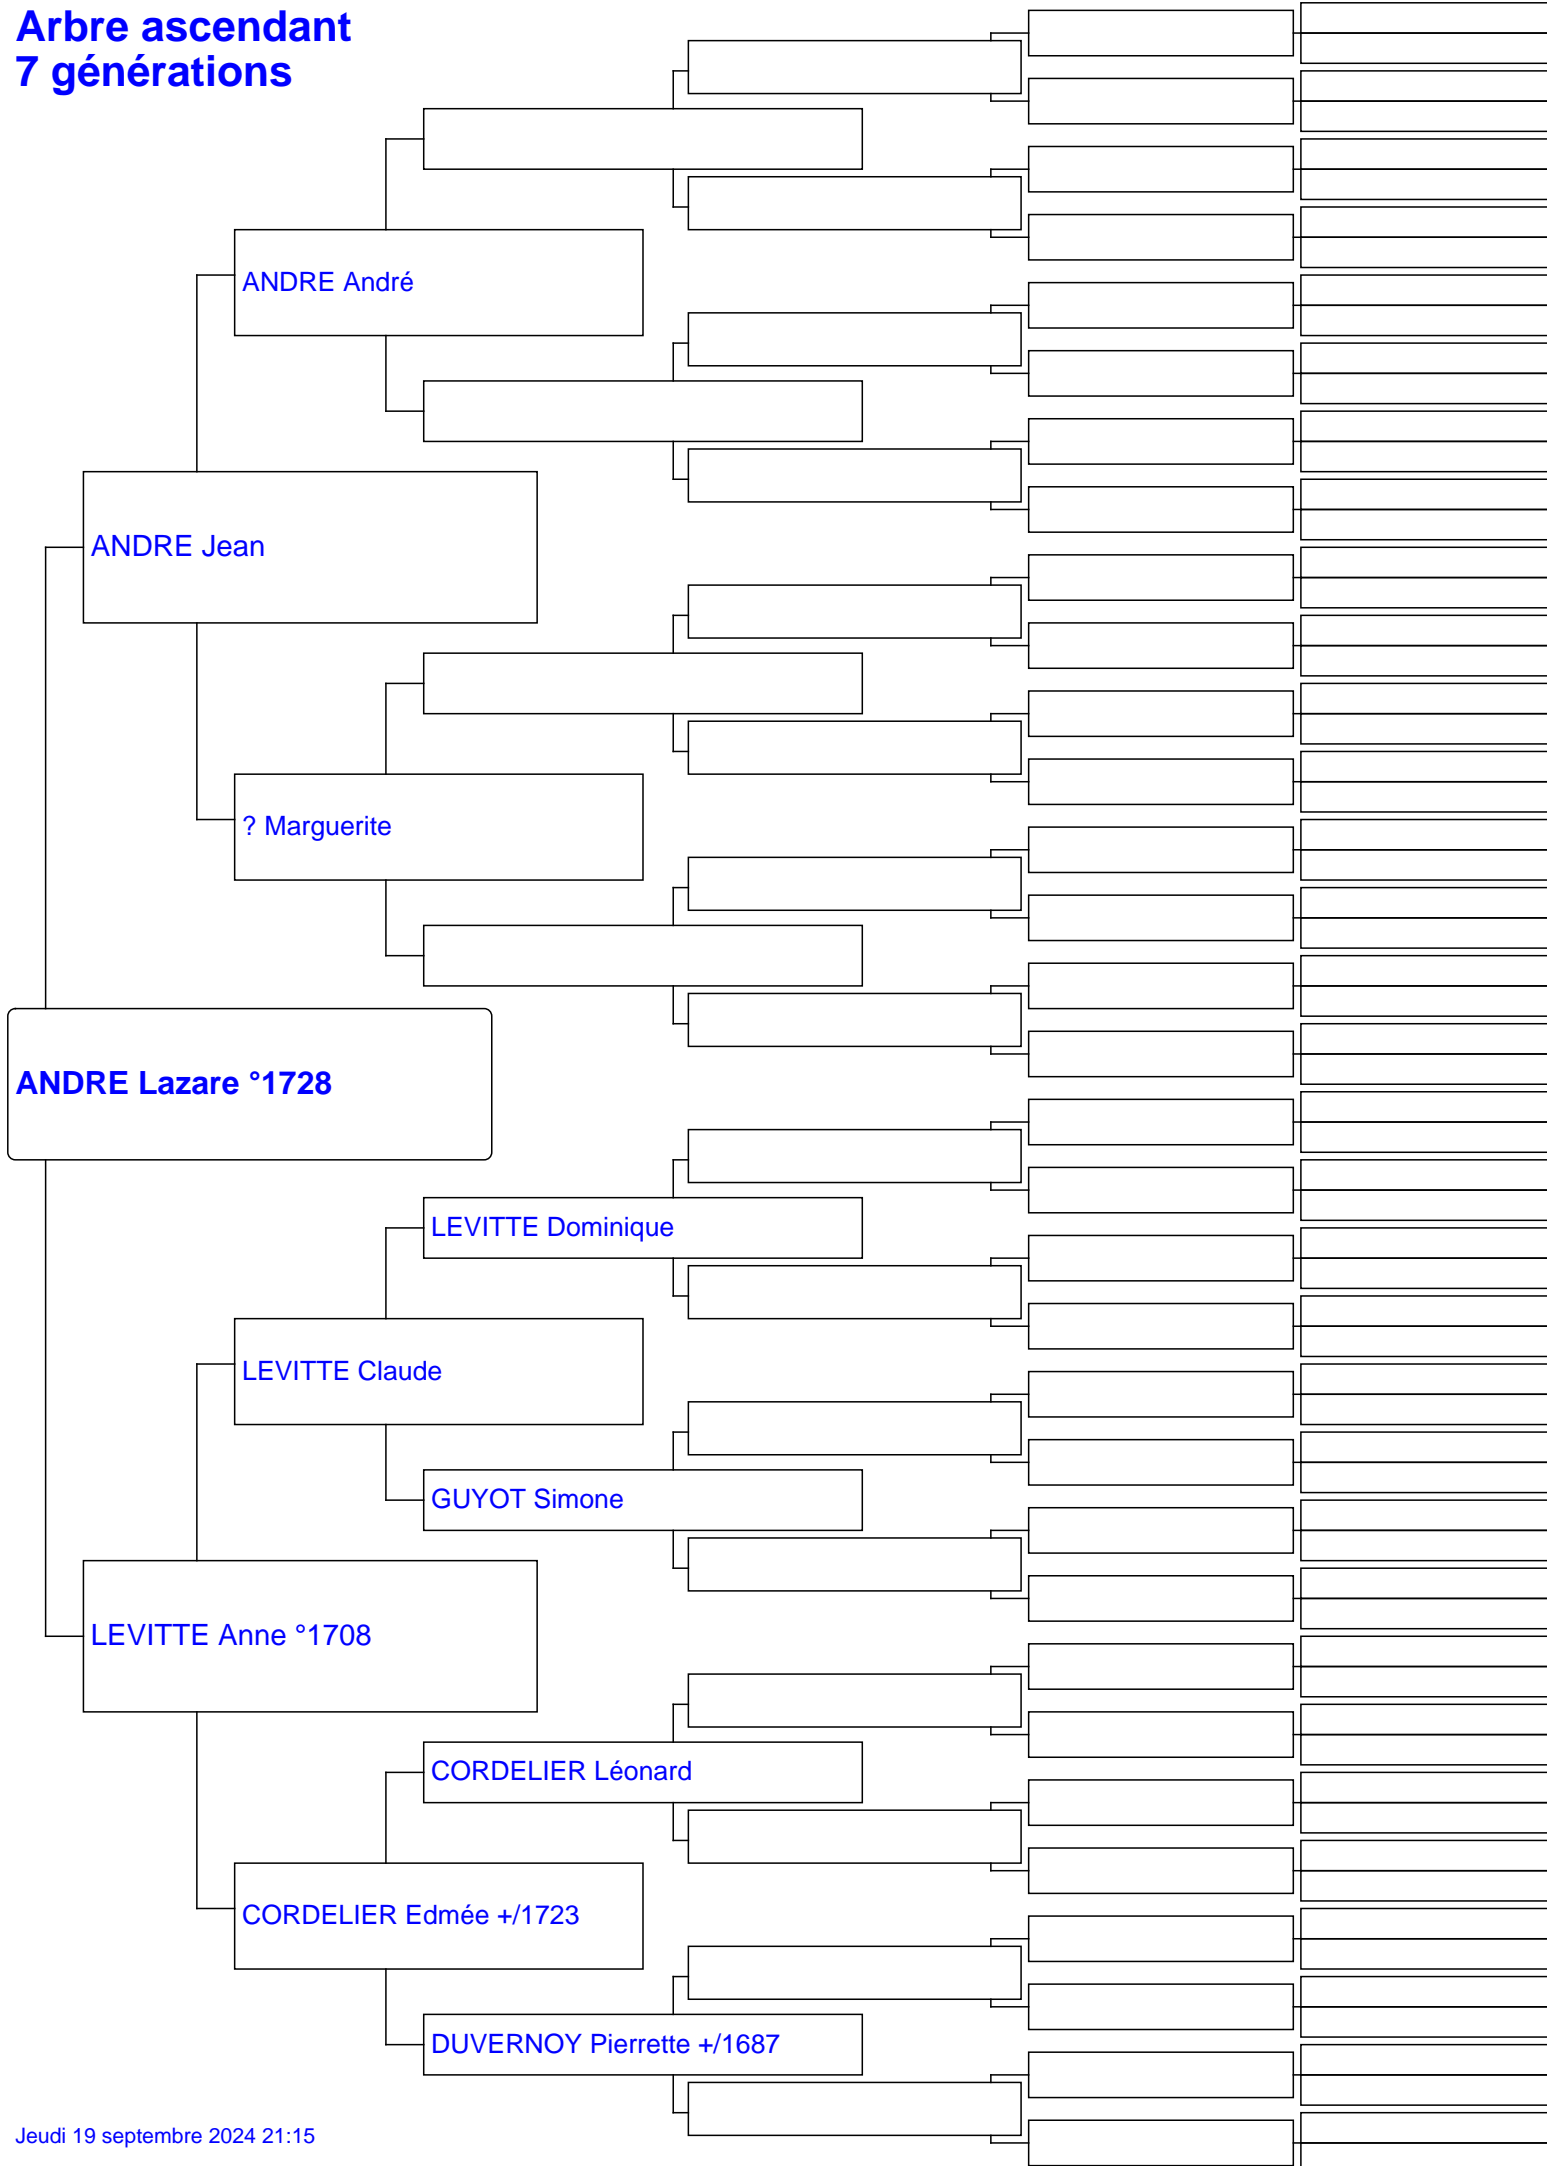 Arbre ascendant
7 générations
ANDRE André
ANDRE Jean
? Marguerite
ANDRE Lazare °1728
LEVITTE Dominique
LEVITTE Claude
GUYOT Simone
LEVITTE Anne °1708
CORDELIER Léonard
CORDELIER Edmée +/1723
DUVERNOY Pierrette +/1687
Jeudi 19 septembre 2024 21:15